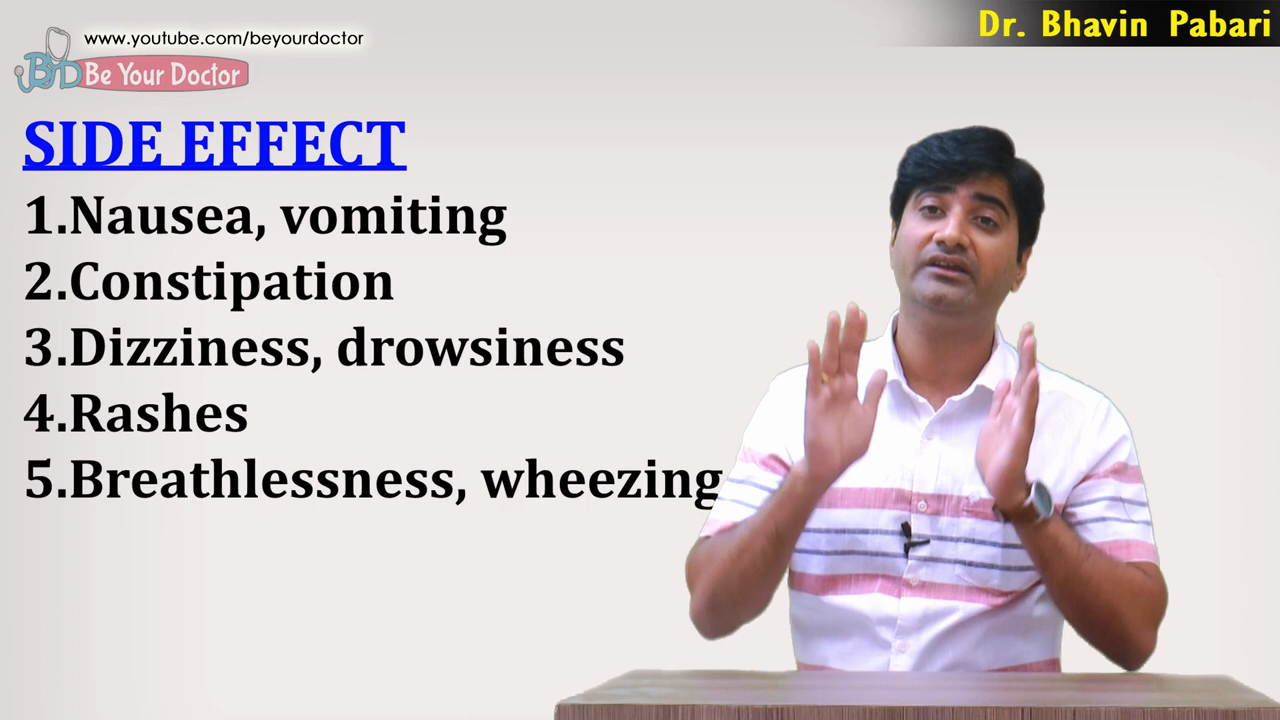 www.youtube.com/beyourdoctor
Dr. Bhavin Pabari
BYD Be Your Doctor
SIDE EFFECT
1.Nausea, vomiting
2.Constipation
3.Dizziness, drowsiness
4.Rashes
5.Breathlessness, wheezing